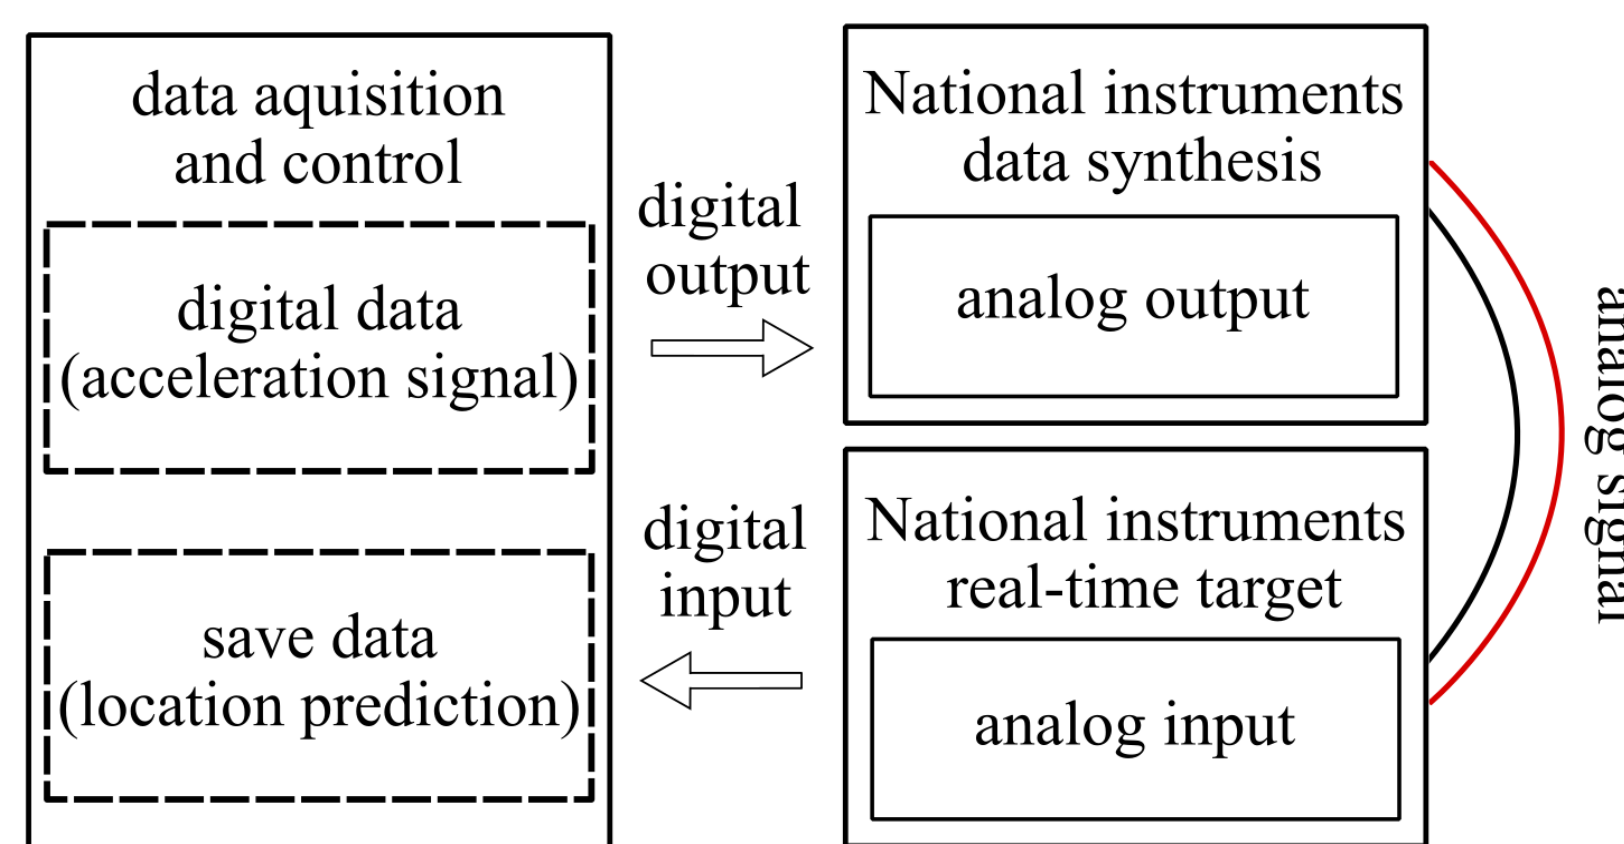 data aquisition
and control
digital data
(acceleration signal)
save data
(location prediction)
digital
output
digital
input
National instruments
data synthesis
analog output
National instruments
real-time target
analog input
analog signal